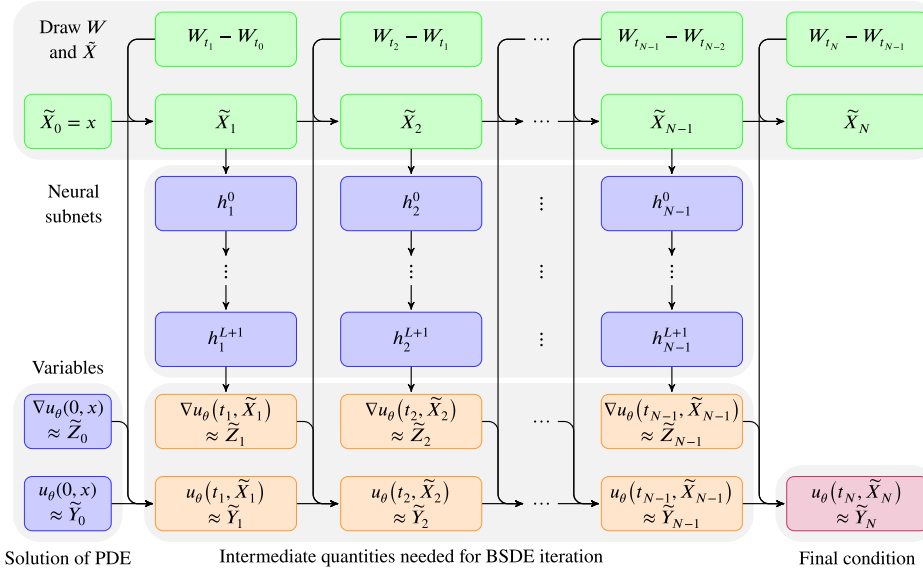 Draw W
and X̃
W_{t_1} − W_{t_0}
W_{t_2} − W_{t_1}
...
W_{t_{N−1}} − W_{t_{N−2}}
W_{t_N} − W_{t_{N−1}}
X̃_0 = x
X̃_1
X̃_2
...
X̃_{N−1}
X̃_N
Neural
subnets
h_1^0
h_2^0
⋮
h_{N−1}^0
⋮
⋮
⋮
h_1^{L+1}
h_2^{L+1}
⋮
h_{N−1}^{L+1}
Variables
∇u_θ(0, x)
≈ Z̃_0
∇u_θ(t_1, X̃_1)
≈ Z̃_1
∇u_θ(t_2, X̃_2)
≈ Z̃_2
...
∇u_θ(t_{N−1}, X̃_{N−1})
≈ Z̃_{N−1}
u_θ(0, x)
≈ Ỹ_0
u_θ(t_1, X̃_1)
≈ Ỹ_1
u_θ(t_2, X̃_2)
≈ Ỹ_2
...
u_θ(t_{N−1}, X̃_{N−1})
≈ Ỹ_{N−1}
u_θ(t_N, X̃_N)
≈ Ỹ_N
Solution of PDE
Intermediate quantities needed for BSDE iteration
Final condition